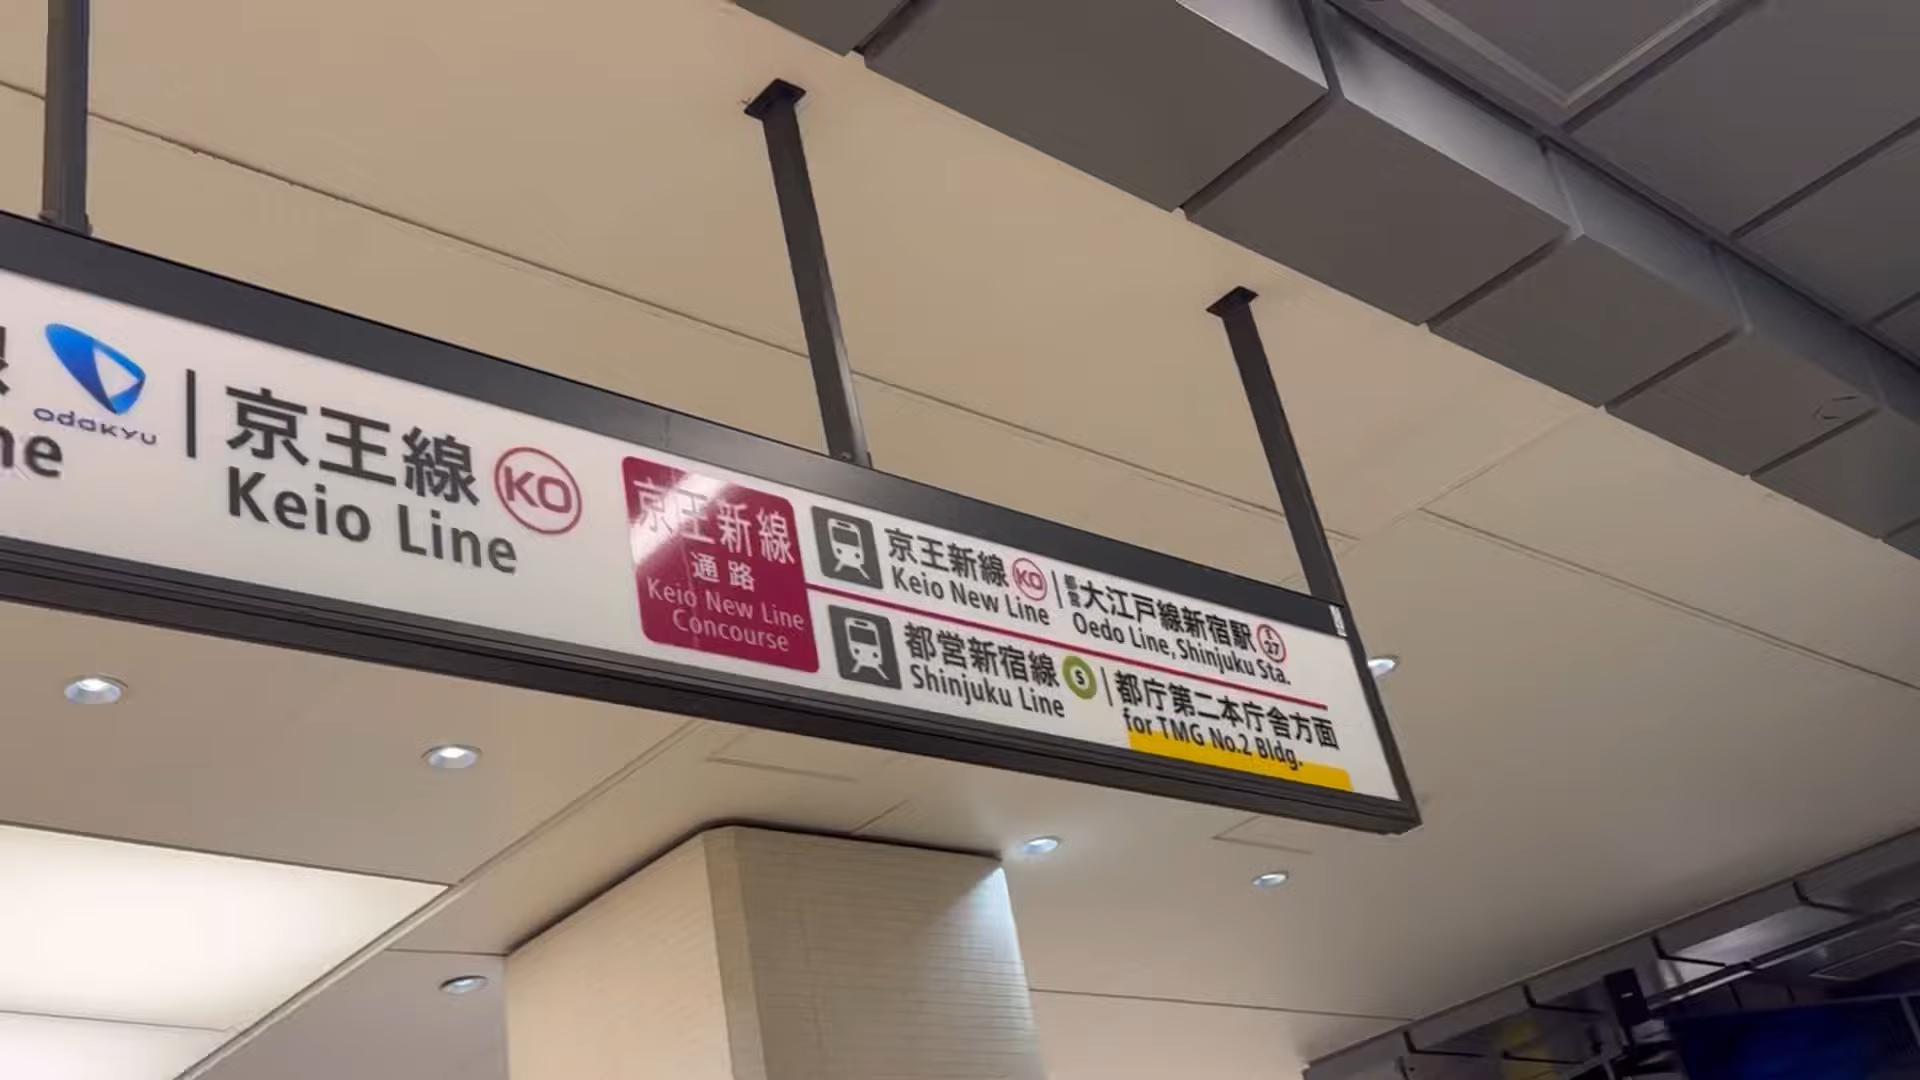 線 odakyu
ne
京王線 KO
Keio Line
京王新線
通路
Keio New Line
Concourse
京王新線 KO 都営 大江戸線新宿駅 E 27
Keio New Line Oedo Line, Shinjuku Sta.
都営新宿線 S 都庁第二本庁舎方面
Shinjuku Line for TMG No.2 Bldg.